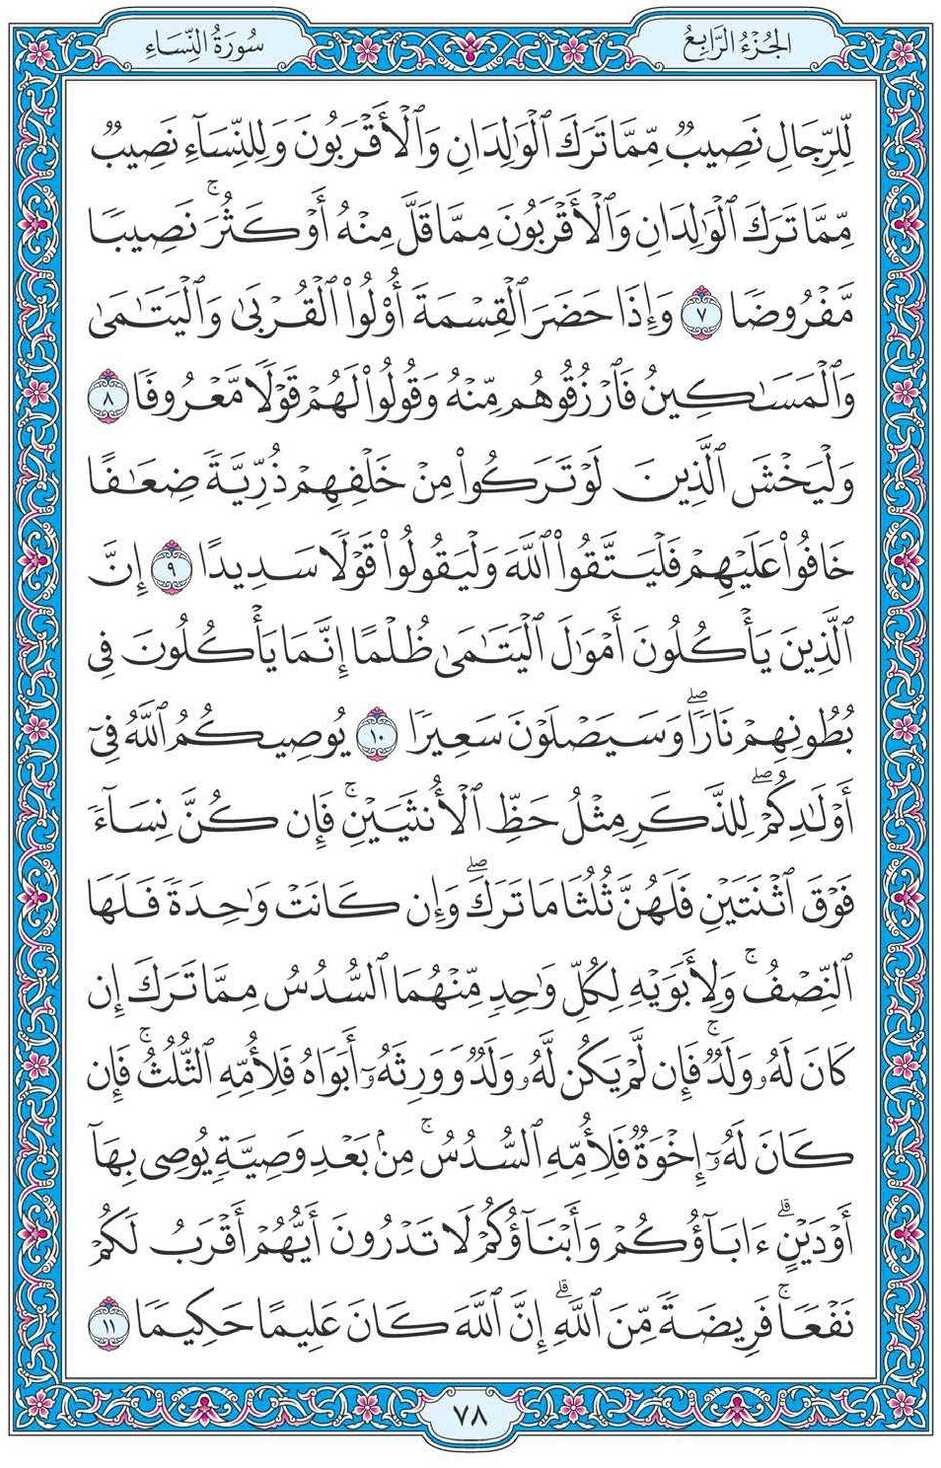 الجُزْءُ الرَّابِعُ
سُورَةُ النِّسَاءِ
لِّلرِّجَالِ نَصِيبٌ مِّمَّا تَرَكَ ٱلْوَٰلِدَانِ وَٱلْأَقْرَبُونَ وَلِلنِّسَآءِ نَصِيبٌ
مِّمَّا تَرَكَ ٱلْوَٰلِدَانِ وَٱلْأَقْرَبُونَ مِمَّا قَلَّ مِنْهُ أَوْ كَثُرَ ۚ نَصِيبًا
مَّفْرُوضًا ٧ وَإِذَا حَضَرَ ٱلْقِسْمَةَ أُو۟لُوا۟ ٱلْقُرْبَىٰ وَٱلْيَتَـٰمَىٰ
وَٱلْمَسَـٰكِينُ فَٱرْزُقُوهُم مِّنْهُ وَقُولُوا۟ لَهُمْ قَوْلًا مَّعْرُوفًا ٨
وَلْيَخْشَ ٱلَّذِينَ لَوْ تَرَكُوا۟ مِنْ خَلْفِهِمْ ذُرِّيَّةً ضِعَـٰفًا
خَافُوا۟ عَلَيْهِمْ فَلْيَتَّقُوا۟ ٱللَّهَ وَلْيَقُولُوا۟ قَوْلًا سَدِيدًا ٩ إِنَّ
ٱلَّذِينَ يَأْكُلُونَ أَمْوَٰلَ ٱلْيَتَـٰمَىٰ ظُلْمًا إِنَّمَا يَأْكُلُونَ فِى
بُطُونِهِمْ نَارًا ۖ وَسَيَصْلَوْنَ سَعِيرًا ١٠ يُوصِيكُمُ ٱللَّهُ فِىٓ
أَوْلَـٰدِكُمْ ۖ لِلذَّكَرِ مِثْلُ حَظِّ ٱلْأُنثَيَيْنِ ۚ فَإِن كُنَّ نِسَآءً
فَوْقَ ٱثْنَتَيْنِ فَلَهُنَّ ثُلُثَا مَا تَرَكَ ۖ وَإِن كَانَتْ وَٰحِدَةً فَلَهَا
ٱلنِّصْفُ ۚ وَلِأَبَوَيْهِ لِكُلِّ وَٰحِدٍ مِّنْهُمَا ٱلسُّدُسُ مِمَّا تَرَكَ إِن
كَانَ لَهُۥ وَلَدٌ ۚ فَإِن لَّمْ يَكُن لَّهُۥ وَلَدٌ وَوَرِثَهُۥٓ أَبَوَاهُ فَلِأُمِّهِ ٱلثُّلُثُ ۚ فَإِن
كَانَ لَهُۥٓ إِخْوَةٌ فَلِأُمِّهِ ٱلسُّدُسُ ۚ مِنۢ بَعْدِ وَصِيَّةٍ يُوصِى بِهَآ
أَوْ دَيْنٍ ۗ ءَابَآؤُكُمْ وَأَبْنَآؤُكُمْ لَا تَدْرُونَ أَيُّهُمْ أَقْرَبُ لَكُمْ
نَفْعًا ۚ فَرِيضَةً مِّنَ ٱللَّهِ ۗ إِنَّ ٱللَّهَ كَانَ عَلِيمًا حَكِيمًا ١١
٧٨